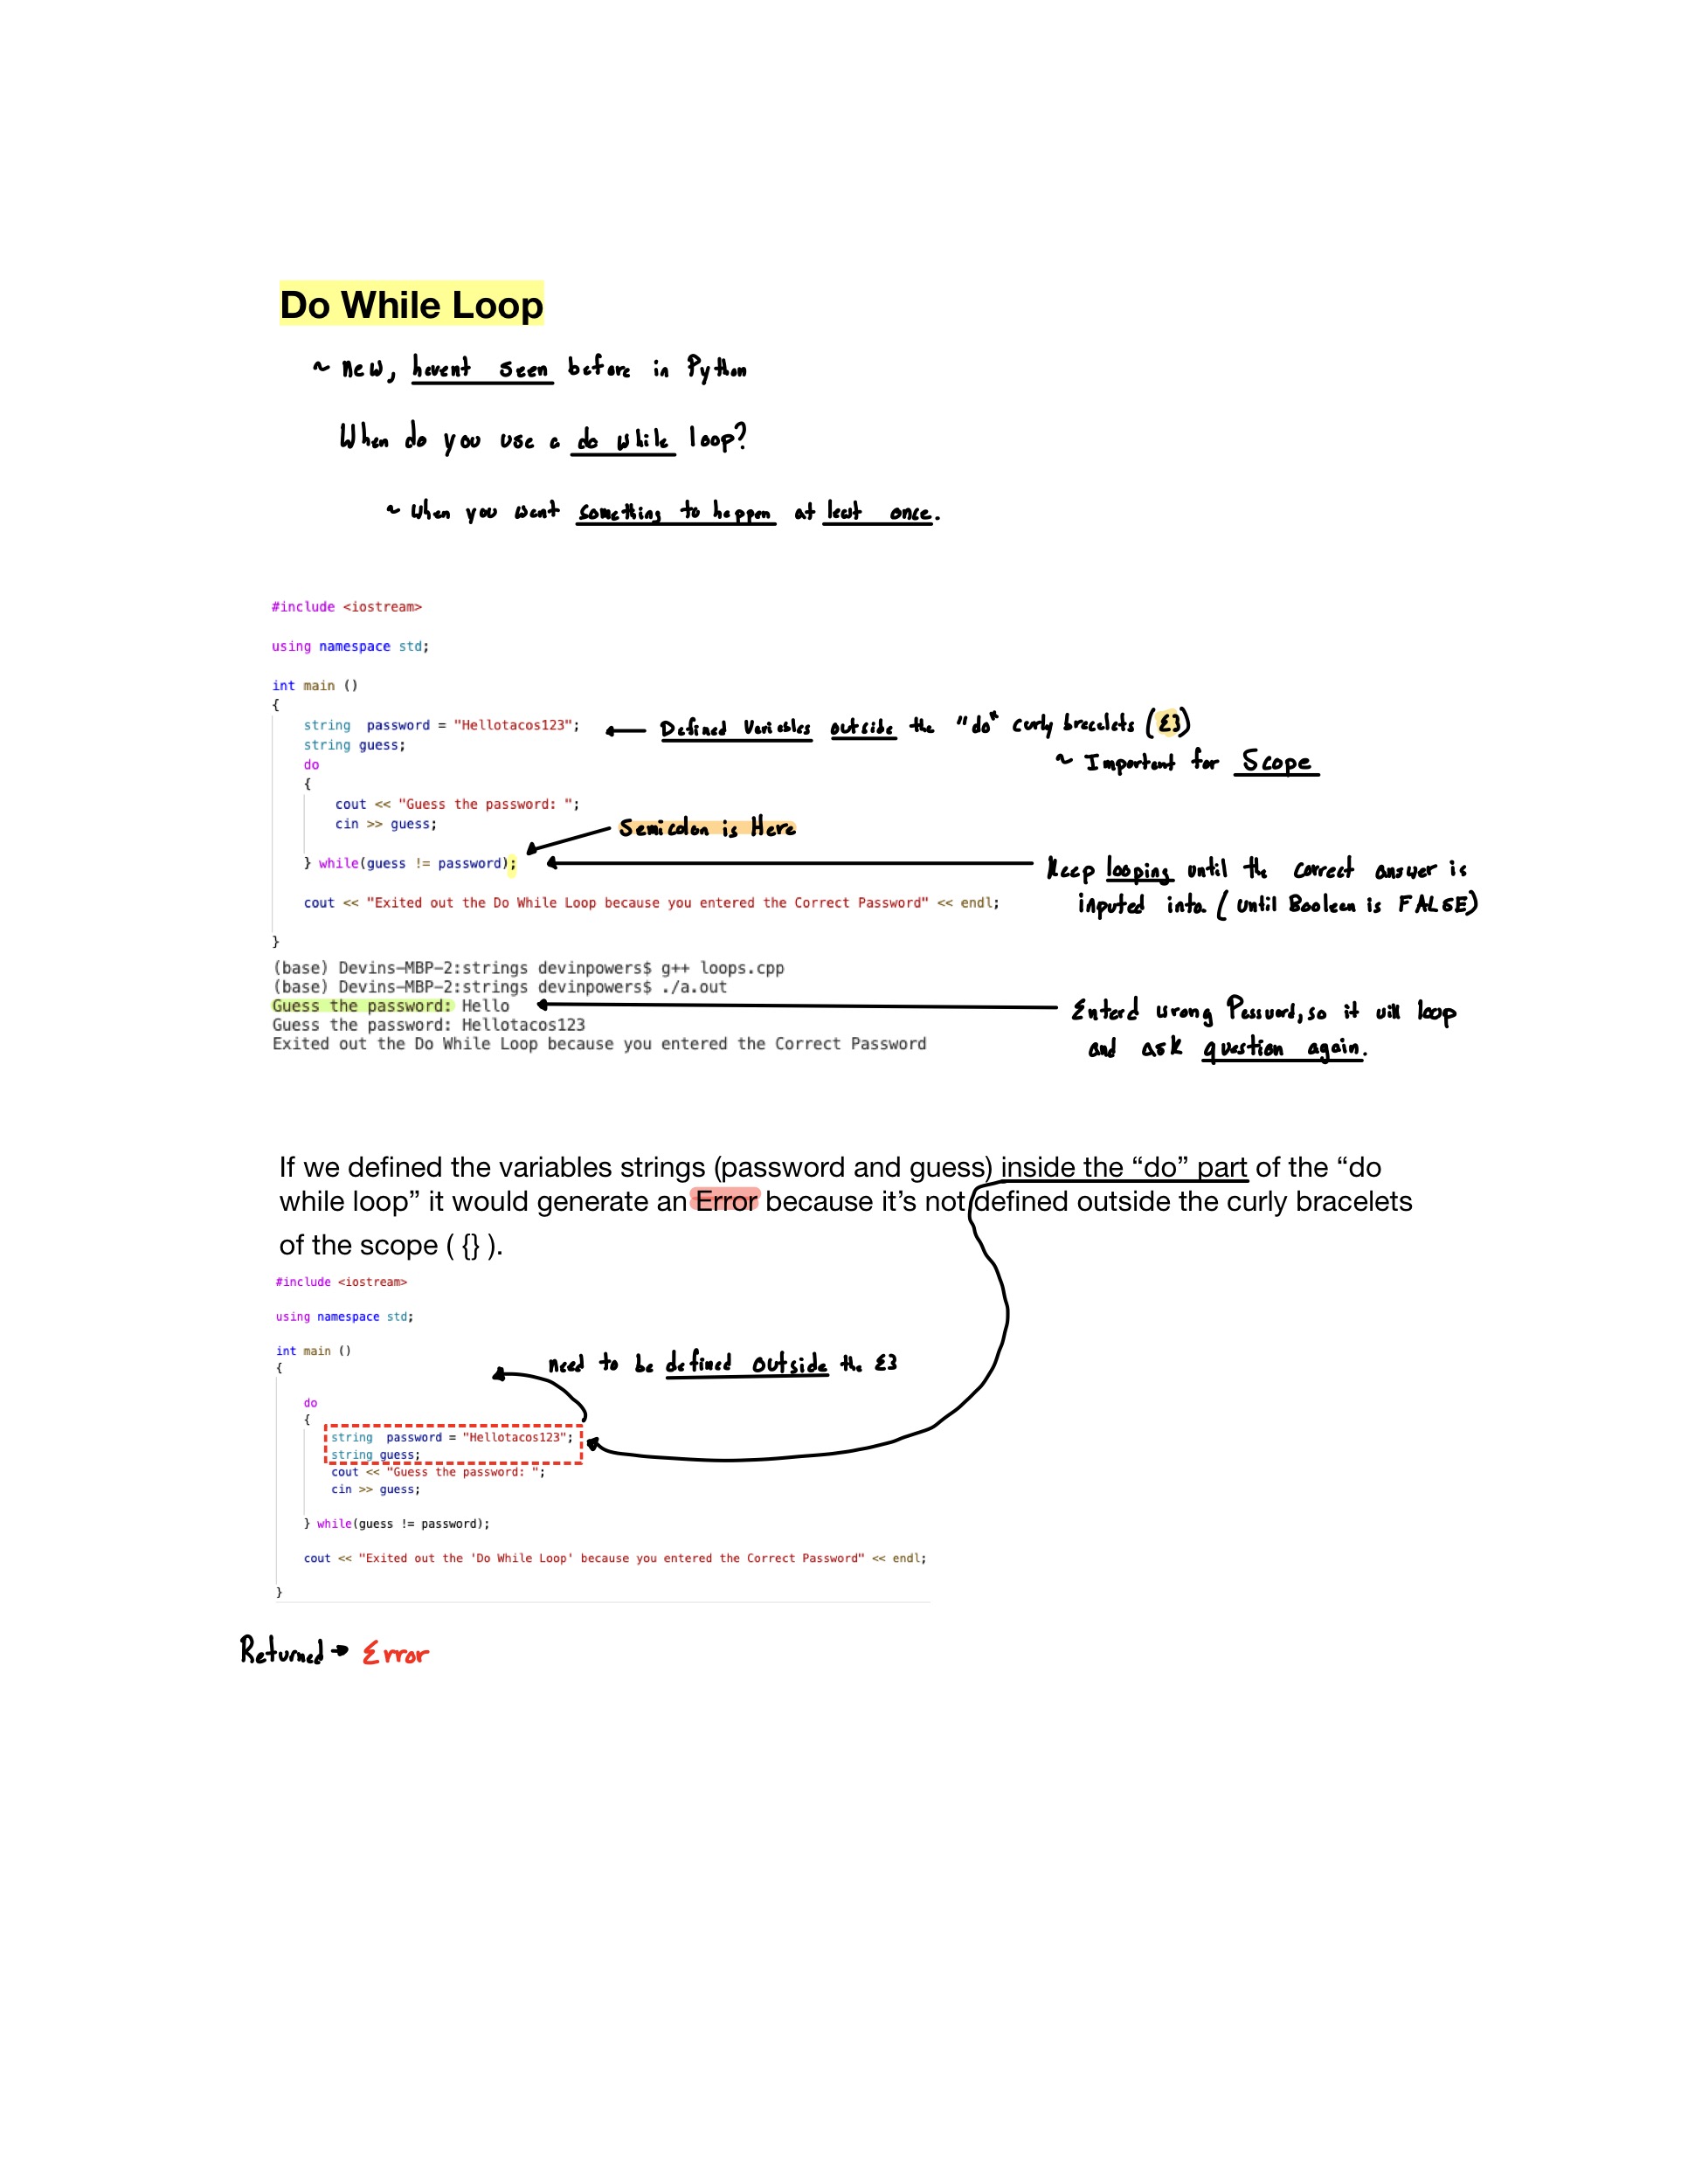 Do While Loop
~ New, havent seen before in Python
When do you use a do while loop?
~ When you want something to happen at least once.
#include <iostream>
using namespace std;
int main ()
{
string  password = "Hellotacos123"; ← Defined Variables outside the "do" curly bracelets ({})
string guess; ~ Important for Scope
do
{
cout << "Guess the password: ";
cin >> guess; Semicolon is Here
} while(guess != password); Keep looping until the correct answer is
inputed into. (until Boolean is FALSE)
cout << "Exited out the Do While Loop because you entered the Correct Password" << endl;
}
(base) Devins-MBP-2:strings devinpowers$ g++ loops.cpp
(base) Devins-MBP-2:strings devinpowers$ ./a.out
Guess the password: Hello Enterd wrong Password, so it will loop
and ask question again.
Guess the password: Hellotacos123
Exited out the Do While Loop because you entered the Correct Password
If we defined the variables strings (password and guess) inside the “do” part of the “do
while loop” it would generate an Error because it’s not defined outside the curly bracelets
of the scope ( {} ).
#include <iostream>
using namespace std;
int main ()
{
need to be defined outside the {}
do
{
string  password = "Hellotacos123";
string guess;
cout << "Guess the password: ";
cin >> guess;
} while(guess != password);
cout << "Exited out the 'Do While Loop' because you entered the Correct Password" << endl;
}
Returned → Error